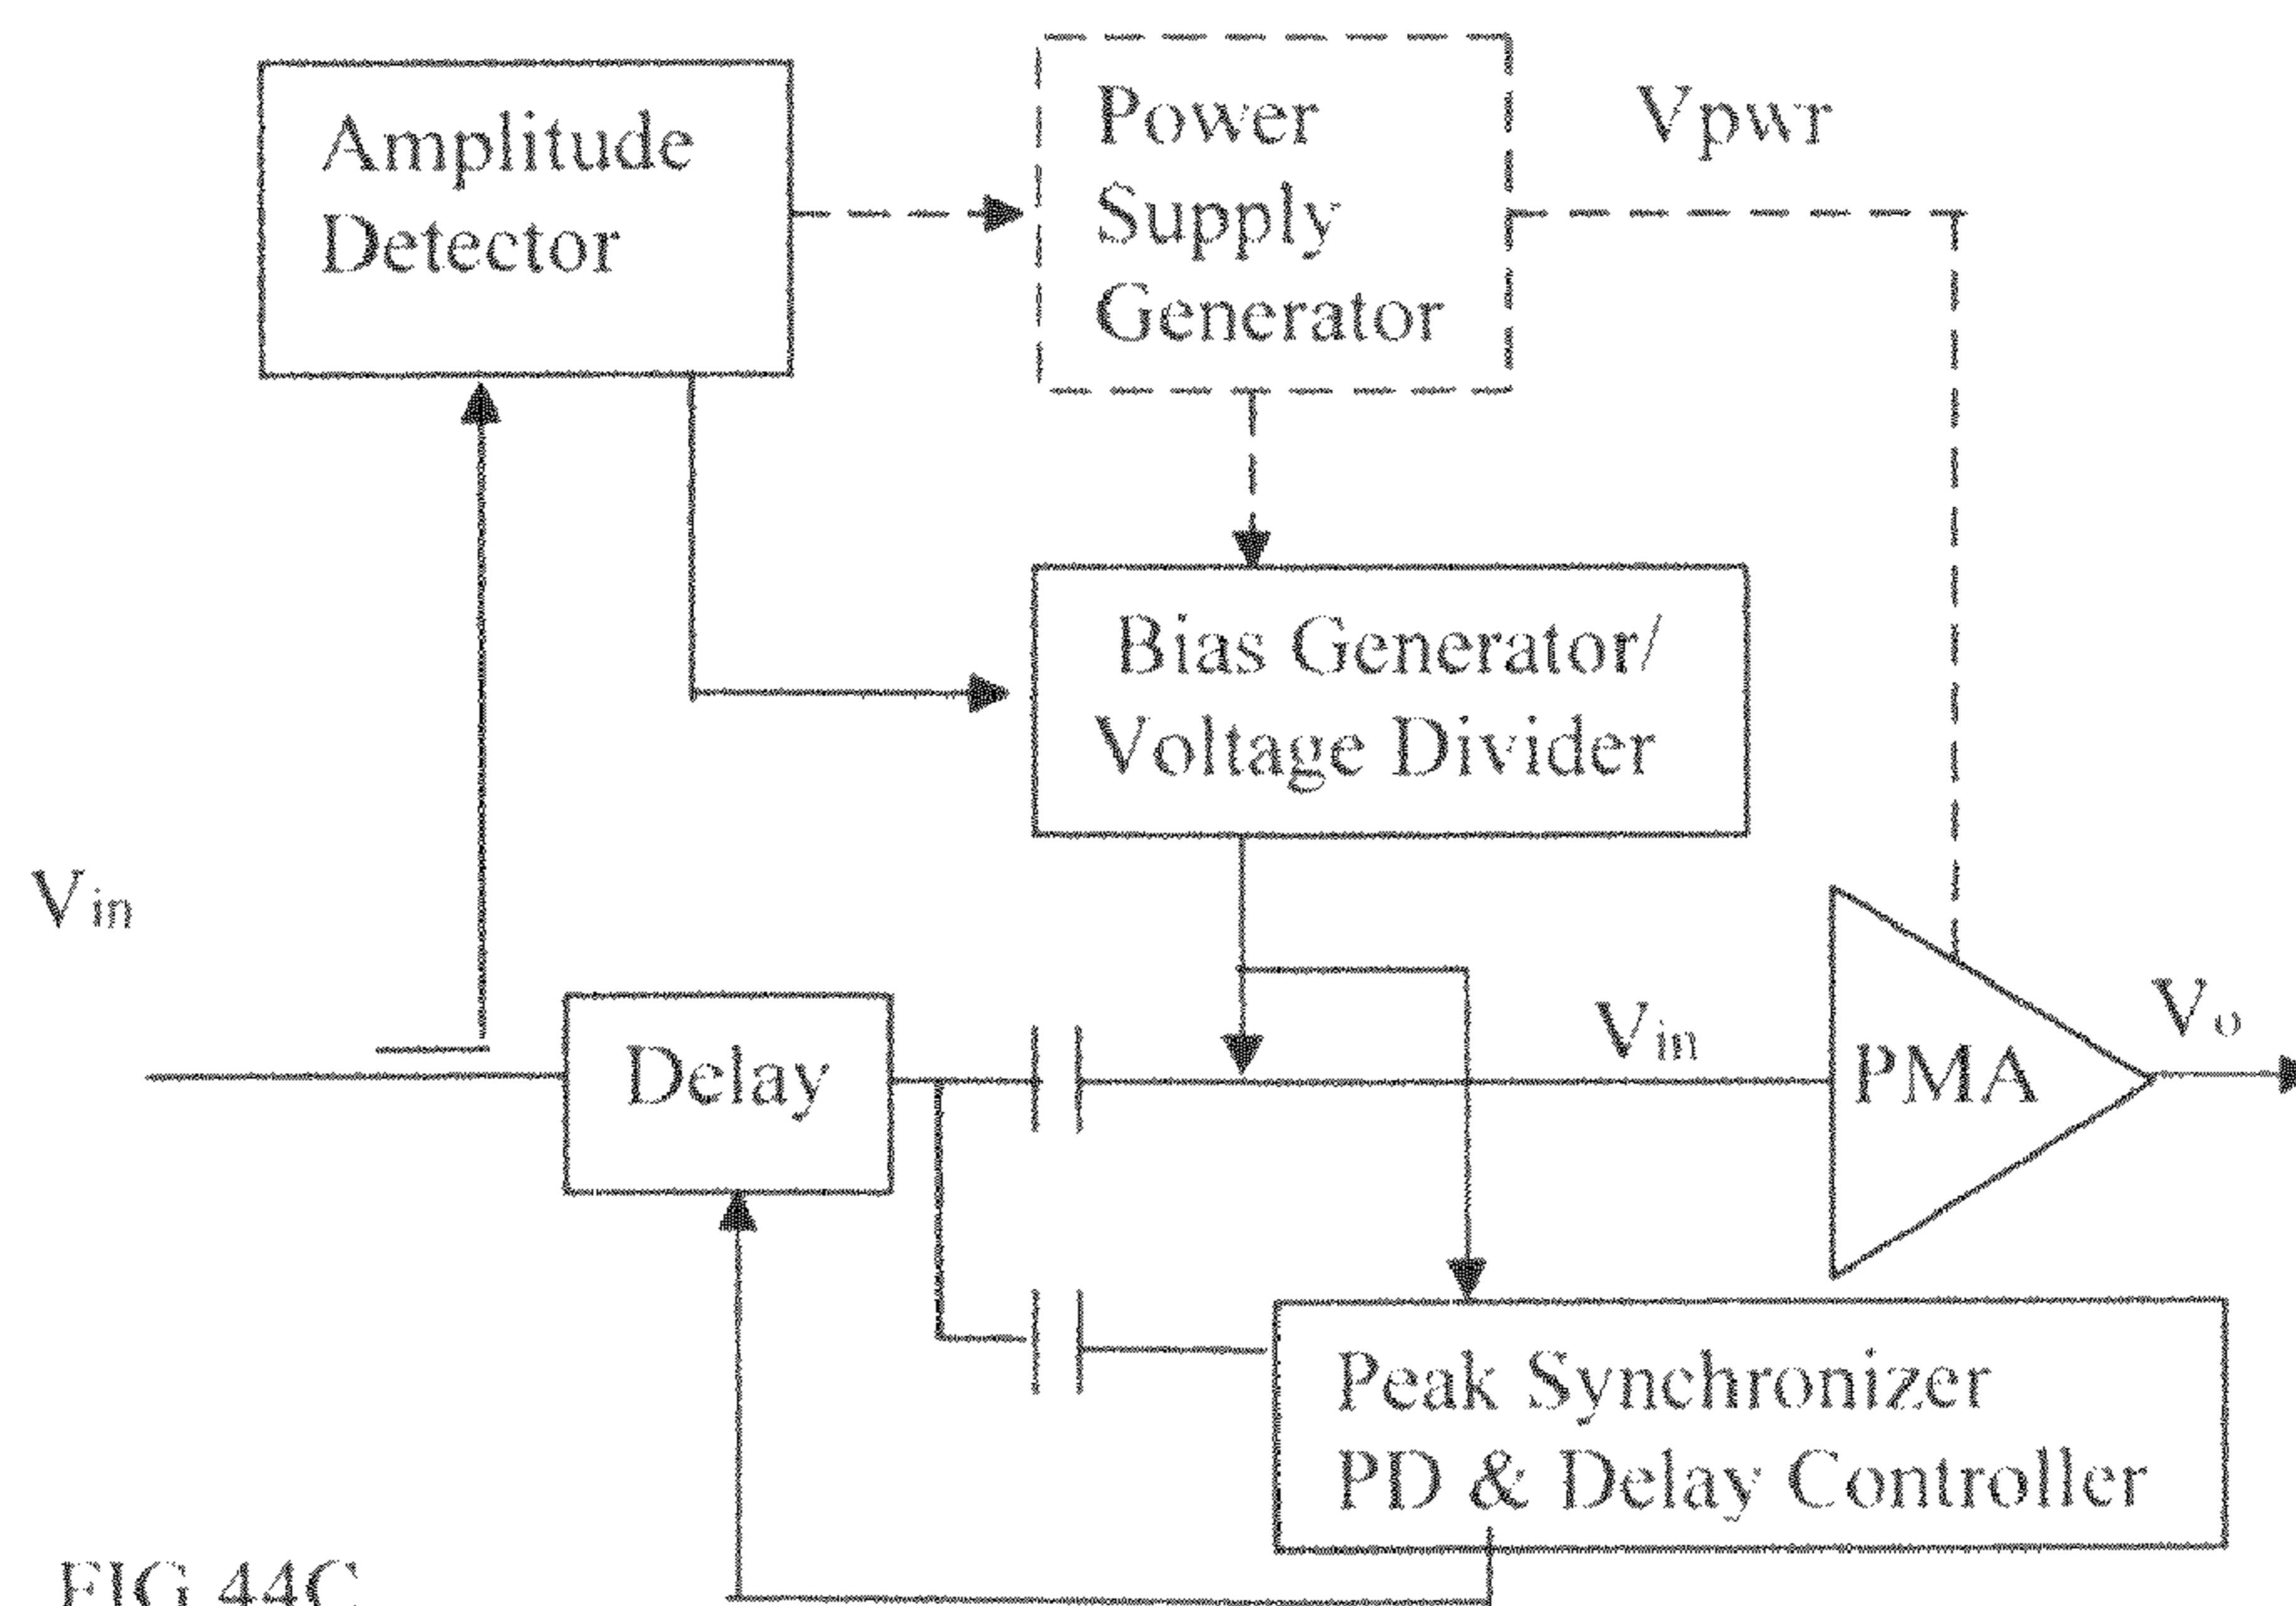 Amplitude
Detector
Power
Supply
Generator
Vpwr
Bias Generator/
Voltage Divider
Vin
Delay
Vin
PMA
Vo
Peak Synchronizer
PD & Delay Controller
FIG 44C